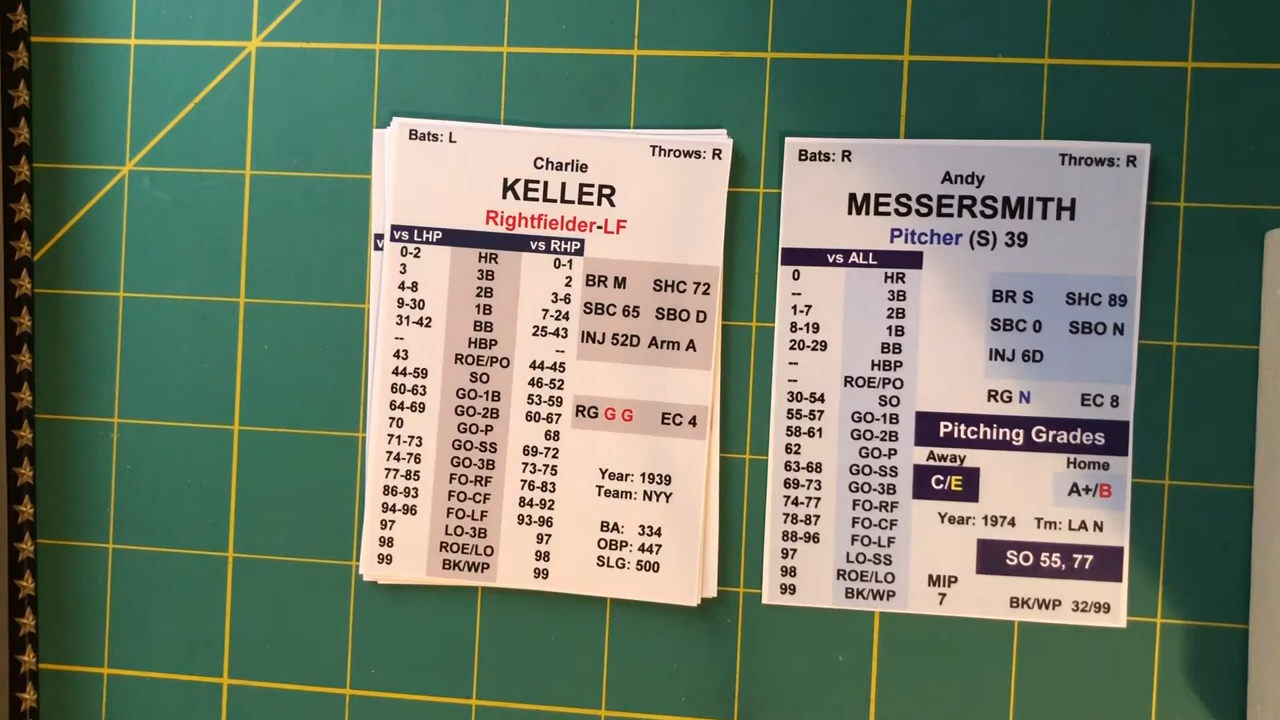 Bats: L
Throws: R
Charlie
KELLER
Rightfielder-LF
vs LHP vs RHP
0-2 HR 0-1
3 3B 2
4-8 2B 3-6
9-30 1B 7-24
31-42 BB 25-43
-- HBP --
43 ROE/PO 44-45
44-59 SO 46-52
60-63 GO-1B 53-59
64-69 GO-2B 60-67
70 GO-P 68
71-73 GO-SS 69-72
74-76 GO-3B 73-75
77-85 FO-RF 76-83
86-93 FO-CF 84-92
94-96 FO-LF 93-96
97 LO-3B 97
98 ROE/LO 98
99 BK/WP 99
BR M SHC 72
SBC 65 SBO D
INJ 52D Arm A
RG G G EC 4
Year: 1939
Team: NYY
BA: 334
OBP: 447
SLG: 500
v
Bats: R
Throws: R
Andy
MESSERSMITH
Pitcher (S) 39
vs ALL
0 HR
-- 3B
1-7 2B
8-19 1B
20-29 BB
-- HBP
-- ROE/PO
30-54 SO
55-57 GO-1B
58-61 GO-2B
62 GO-P
63-68 GO-SS
69-73 GO-3B
74-77 FO-RF
78-87 FO-CF
88-96 FO-LF
97 LO-SS
98 ROE/LO
99 BK/WP
BR S SHC 89
SBC 0 SBO N
INJ 6D
RG N EC 8
Pitching Grades
Away Home
C/E A+/B
Year: 1974 Tm: LA N
SO 55, 77
MIP
7
BK/WP 32/99